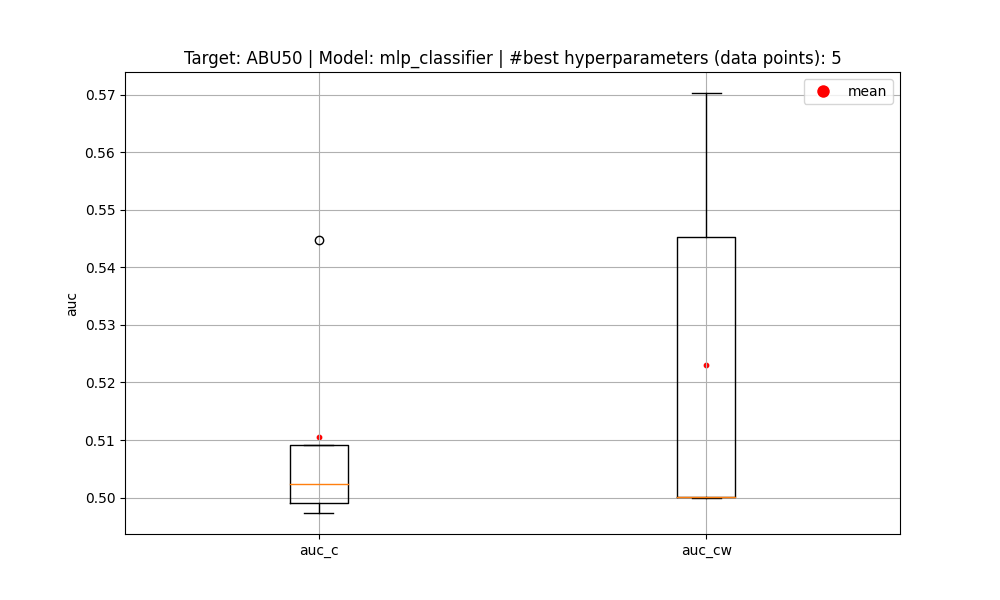 Target: ABU50 | Model: mlp_classifier | #best hyperparameters (data points): 5
mean
0.57
0.56
0.55
0.54
0.53
0.52
0.51
0.50
auc
auc_c
auc_cw